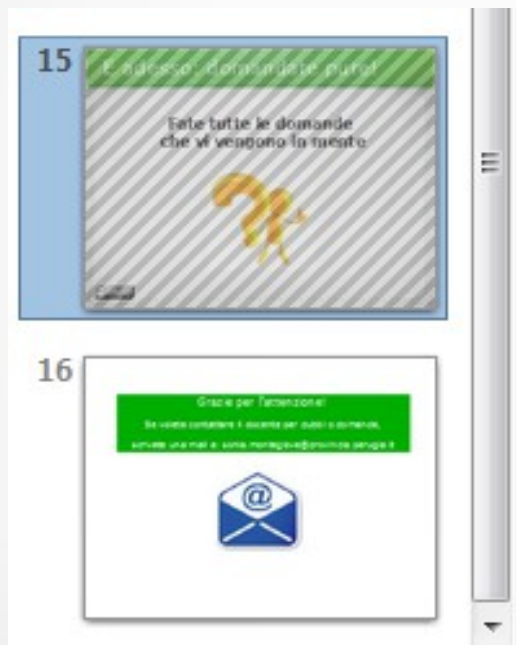 15
E adesso: domandate pure!
Fate tutte le domande
che vi vengono in mente
16
Grazie per l'attenzione!
Se volete contattare il docente per dubbi o domande,
scrivete una mail a:
@